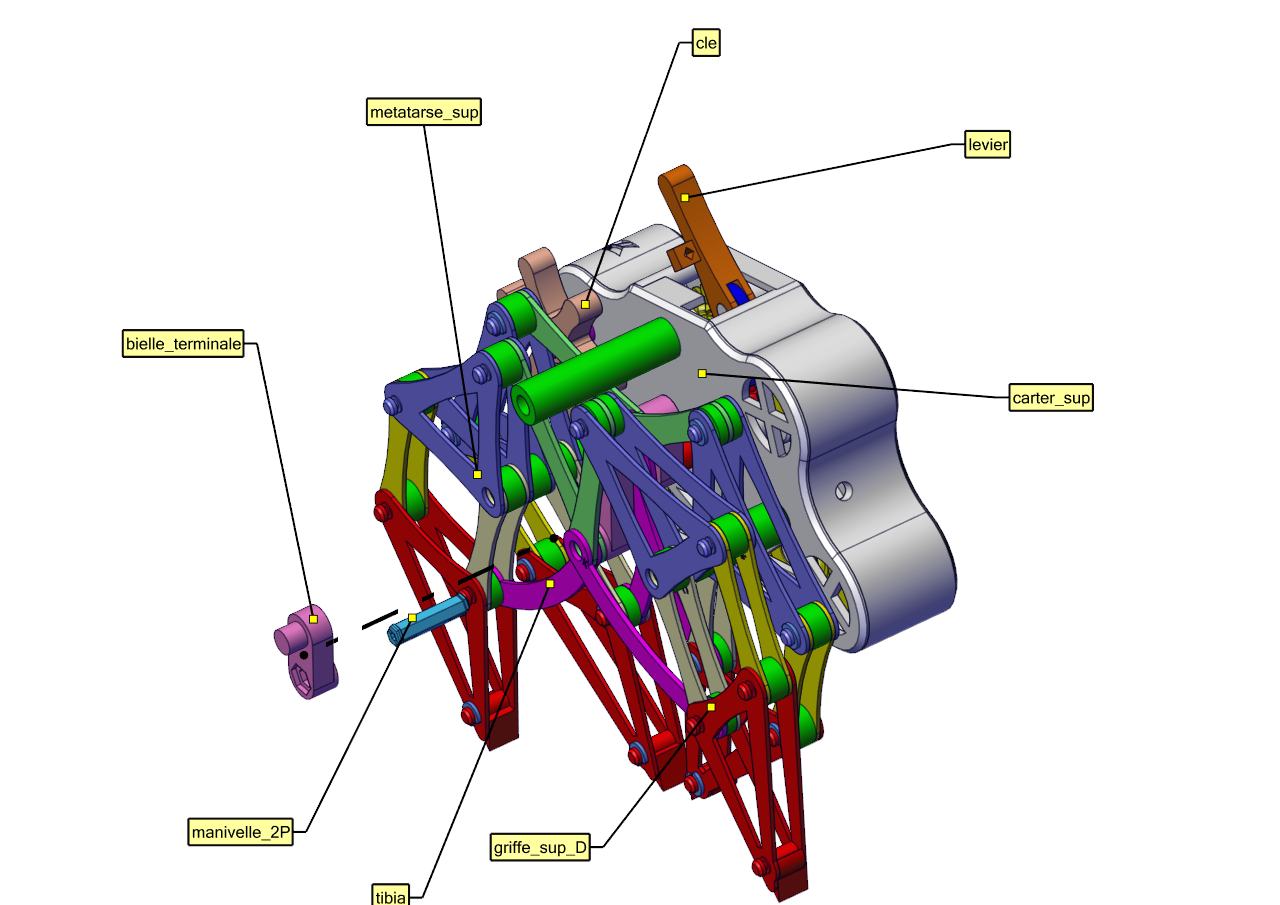 cle
metatarse_sup
levier
bielle_terminale
carter_sup
manivelle_2P
griffe_sup_D
tibia